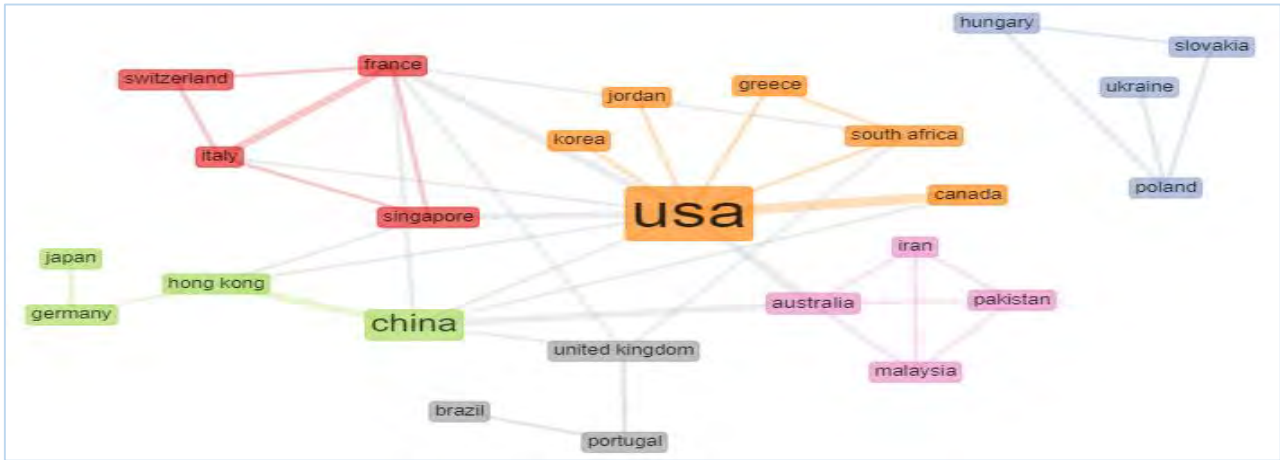 hungary
slovakia
france
switzerland
greece
ukraine
jordan
south africa
korea
italy
poland
canada
usa
singapore
iran
japan
hong kong
australia
pakistan
germany
china
united kingdom
malaysia
brazil
portugal